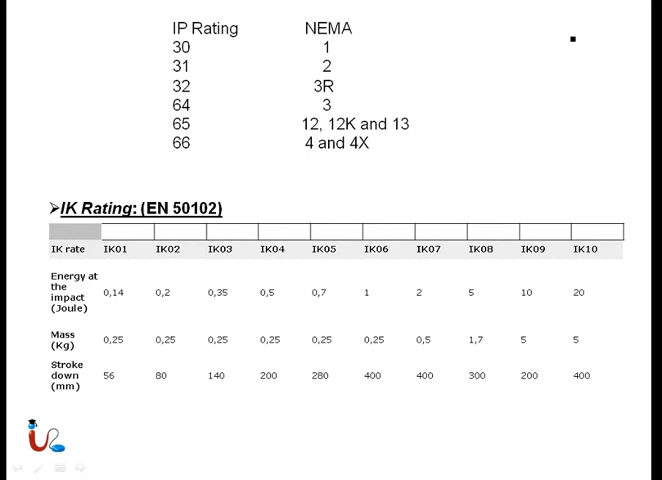 IP Rating NEMA
30 1
31 2
32 3R
64 3
65 12, 12K and 13
66 4 and 4X
➢IK Rating: (EN 50102)
IK rate IK01 IK02 IK03 IK04 IK05 IK06 IK07 IK08 IK09 IK10
Energy at
the
impact
(Joule) 0,14 0,2 0,35 0,5 0,7 1 2 5 10 20
Mass
(Kg) 0,25 0,25 0,25 0,25 0,25 0,25 0,5 1,7 5 5
Stroke
down
(mm) 56 80 140 200 280 400 400 300 200 400